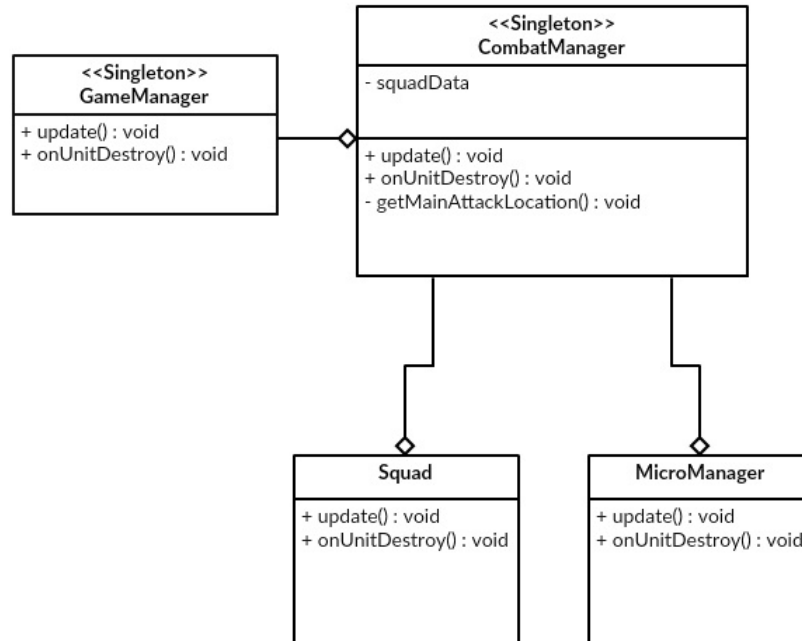 <<Singleton>>
GameManager
+ update() : void
+ onUnitDestroy() : void
<<Singleton>>
CombatManager
- squadData
+ update() : void
+ onUnitDestroy() : void
- getMainAttackLocation() : void
Squad
+ update() : void
+ onUnitDestroy() : void
MicroManager
+ update() : void
+ onUnitDestroy() : void